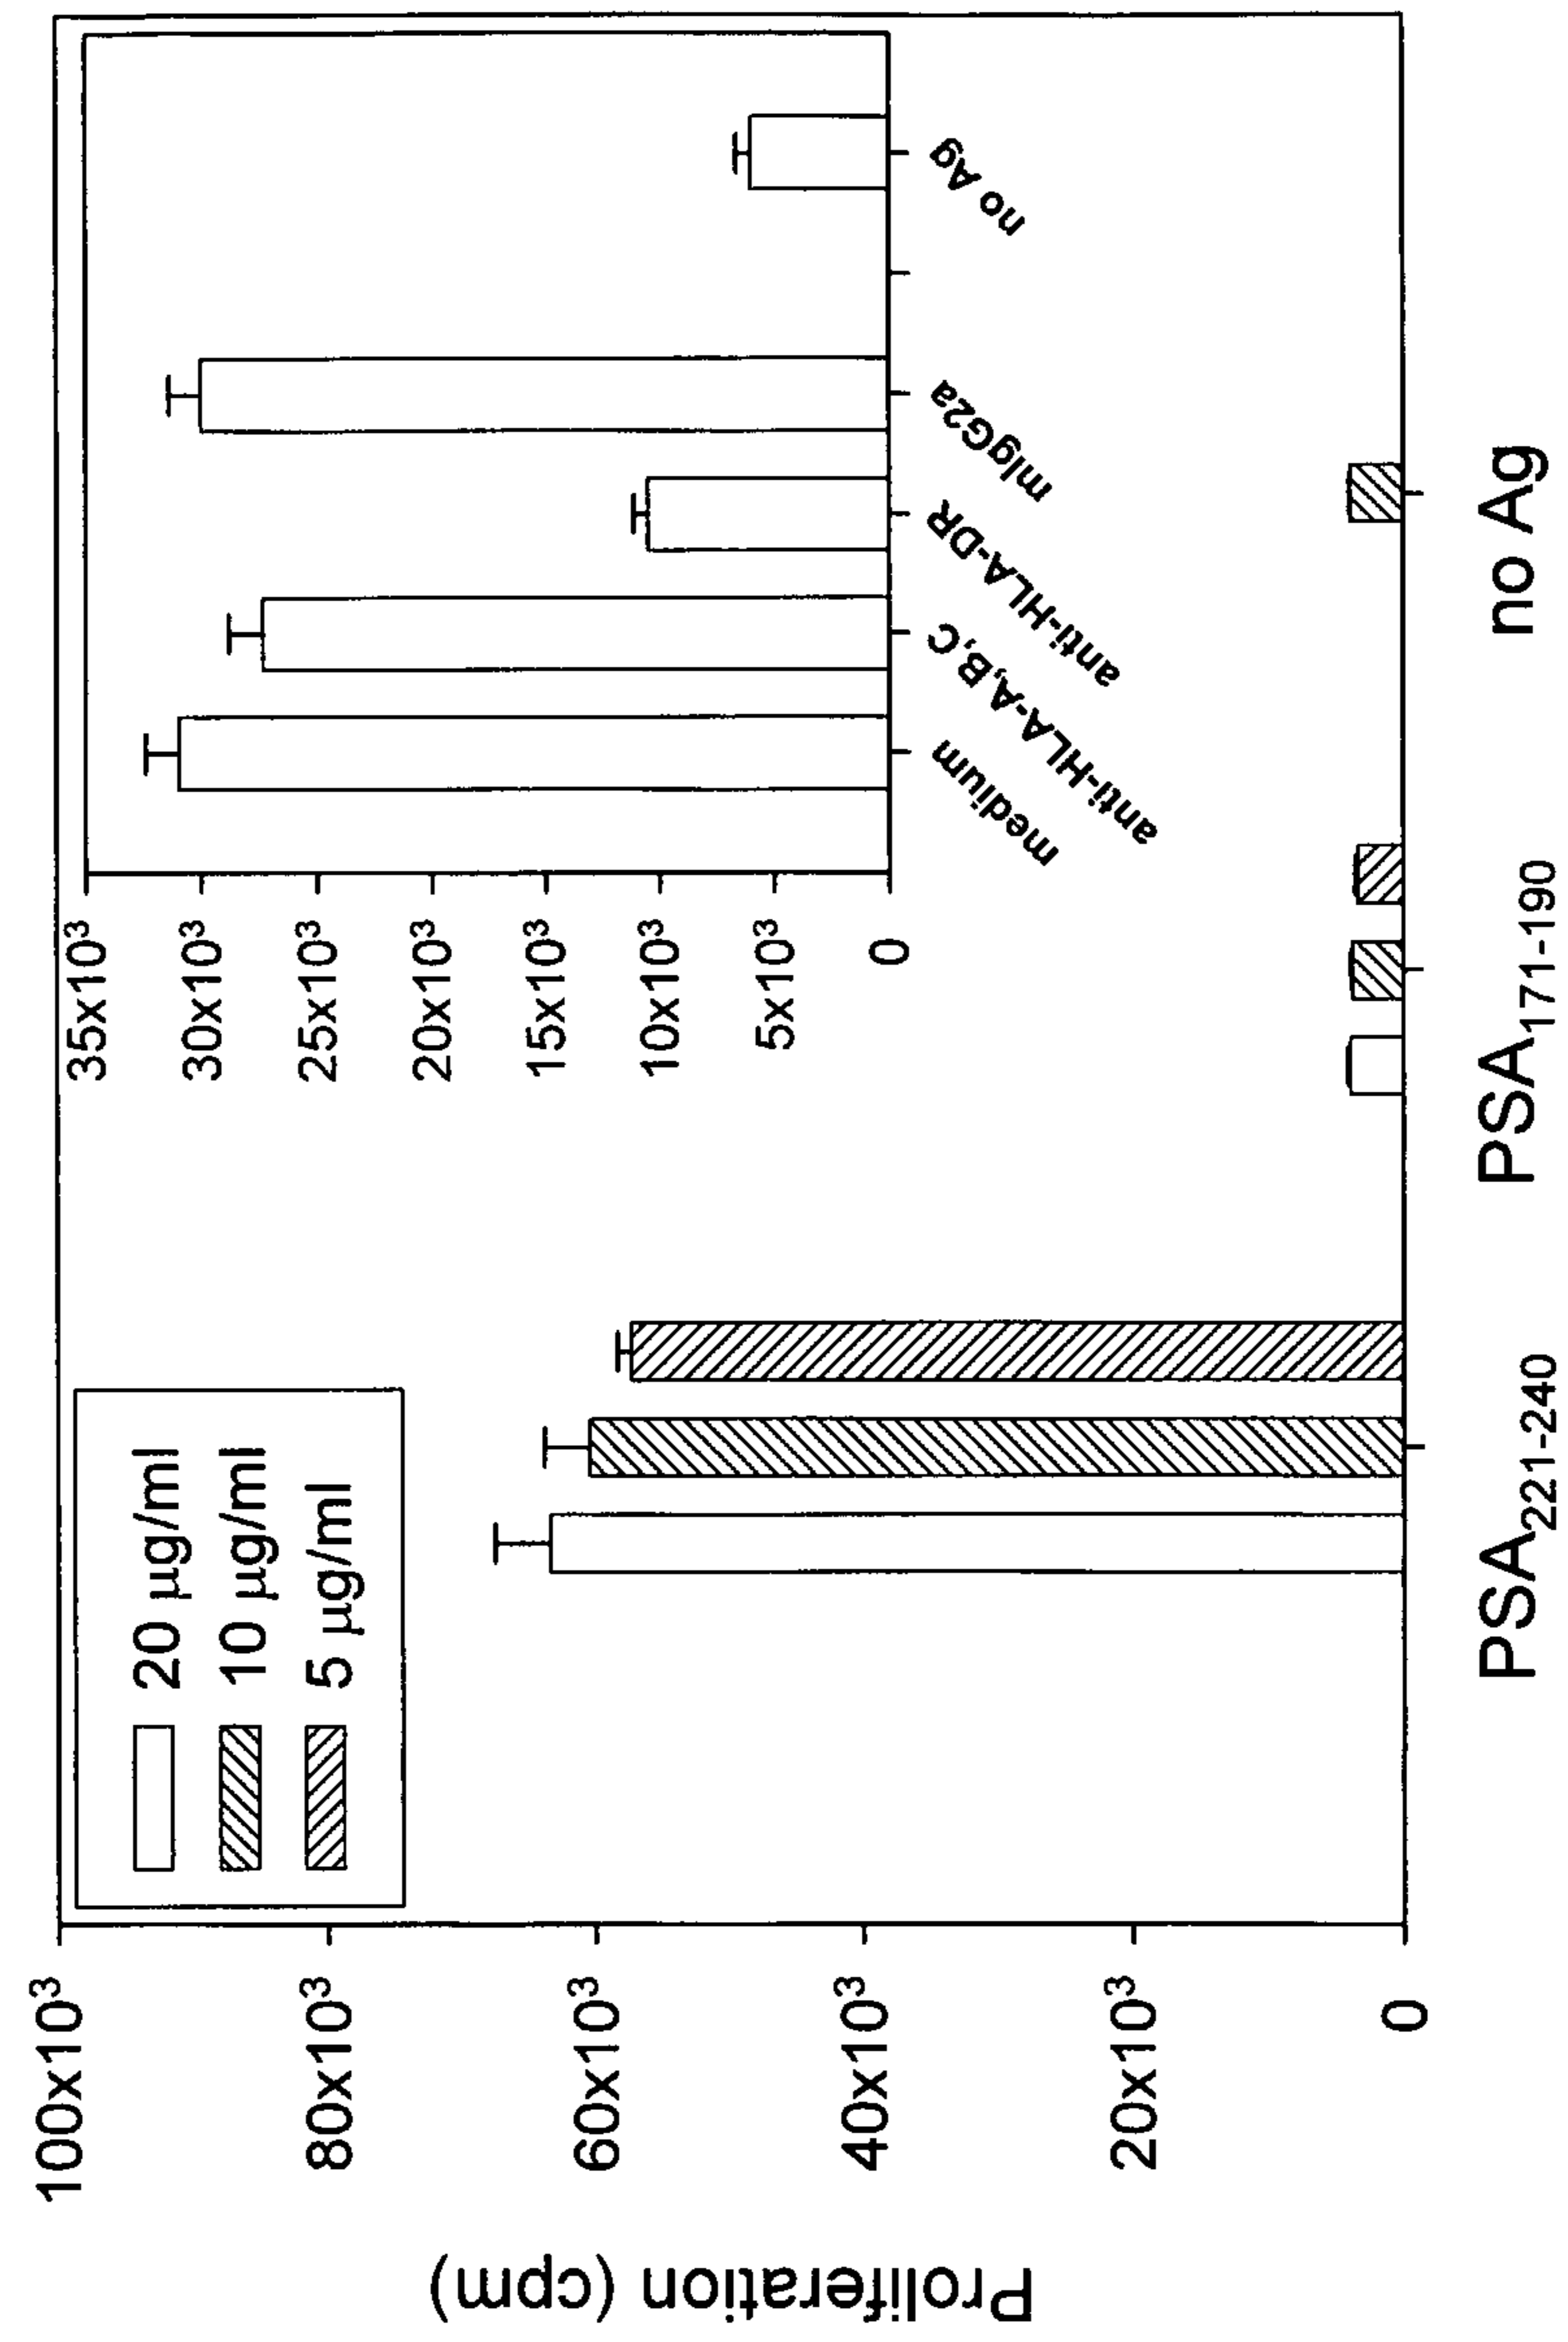 Proliferation (cpm)
100x10³
80x10³
60x10³
40x10³
20x10³
0
20 µg/ml
10 µg/ml
5 µg/ml
35x10³
30x10³
25x10³
20x10³
15x10³
10x10³
5x10³
0
medium
anti-HLA-A,B,C
anti-HLA-DR
mIgG2a
no Ag
PSA₂₂₁₋₂₄₀
PSA₁₇₁₋₁₉₀
no Ag